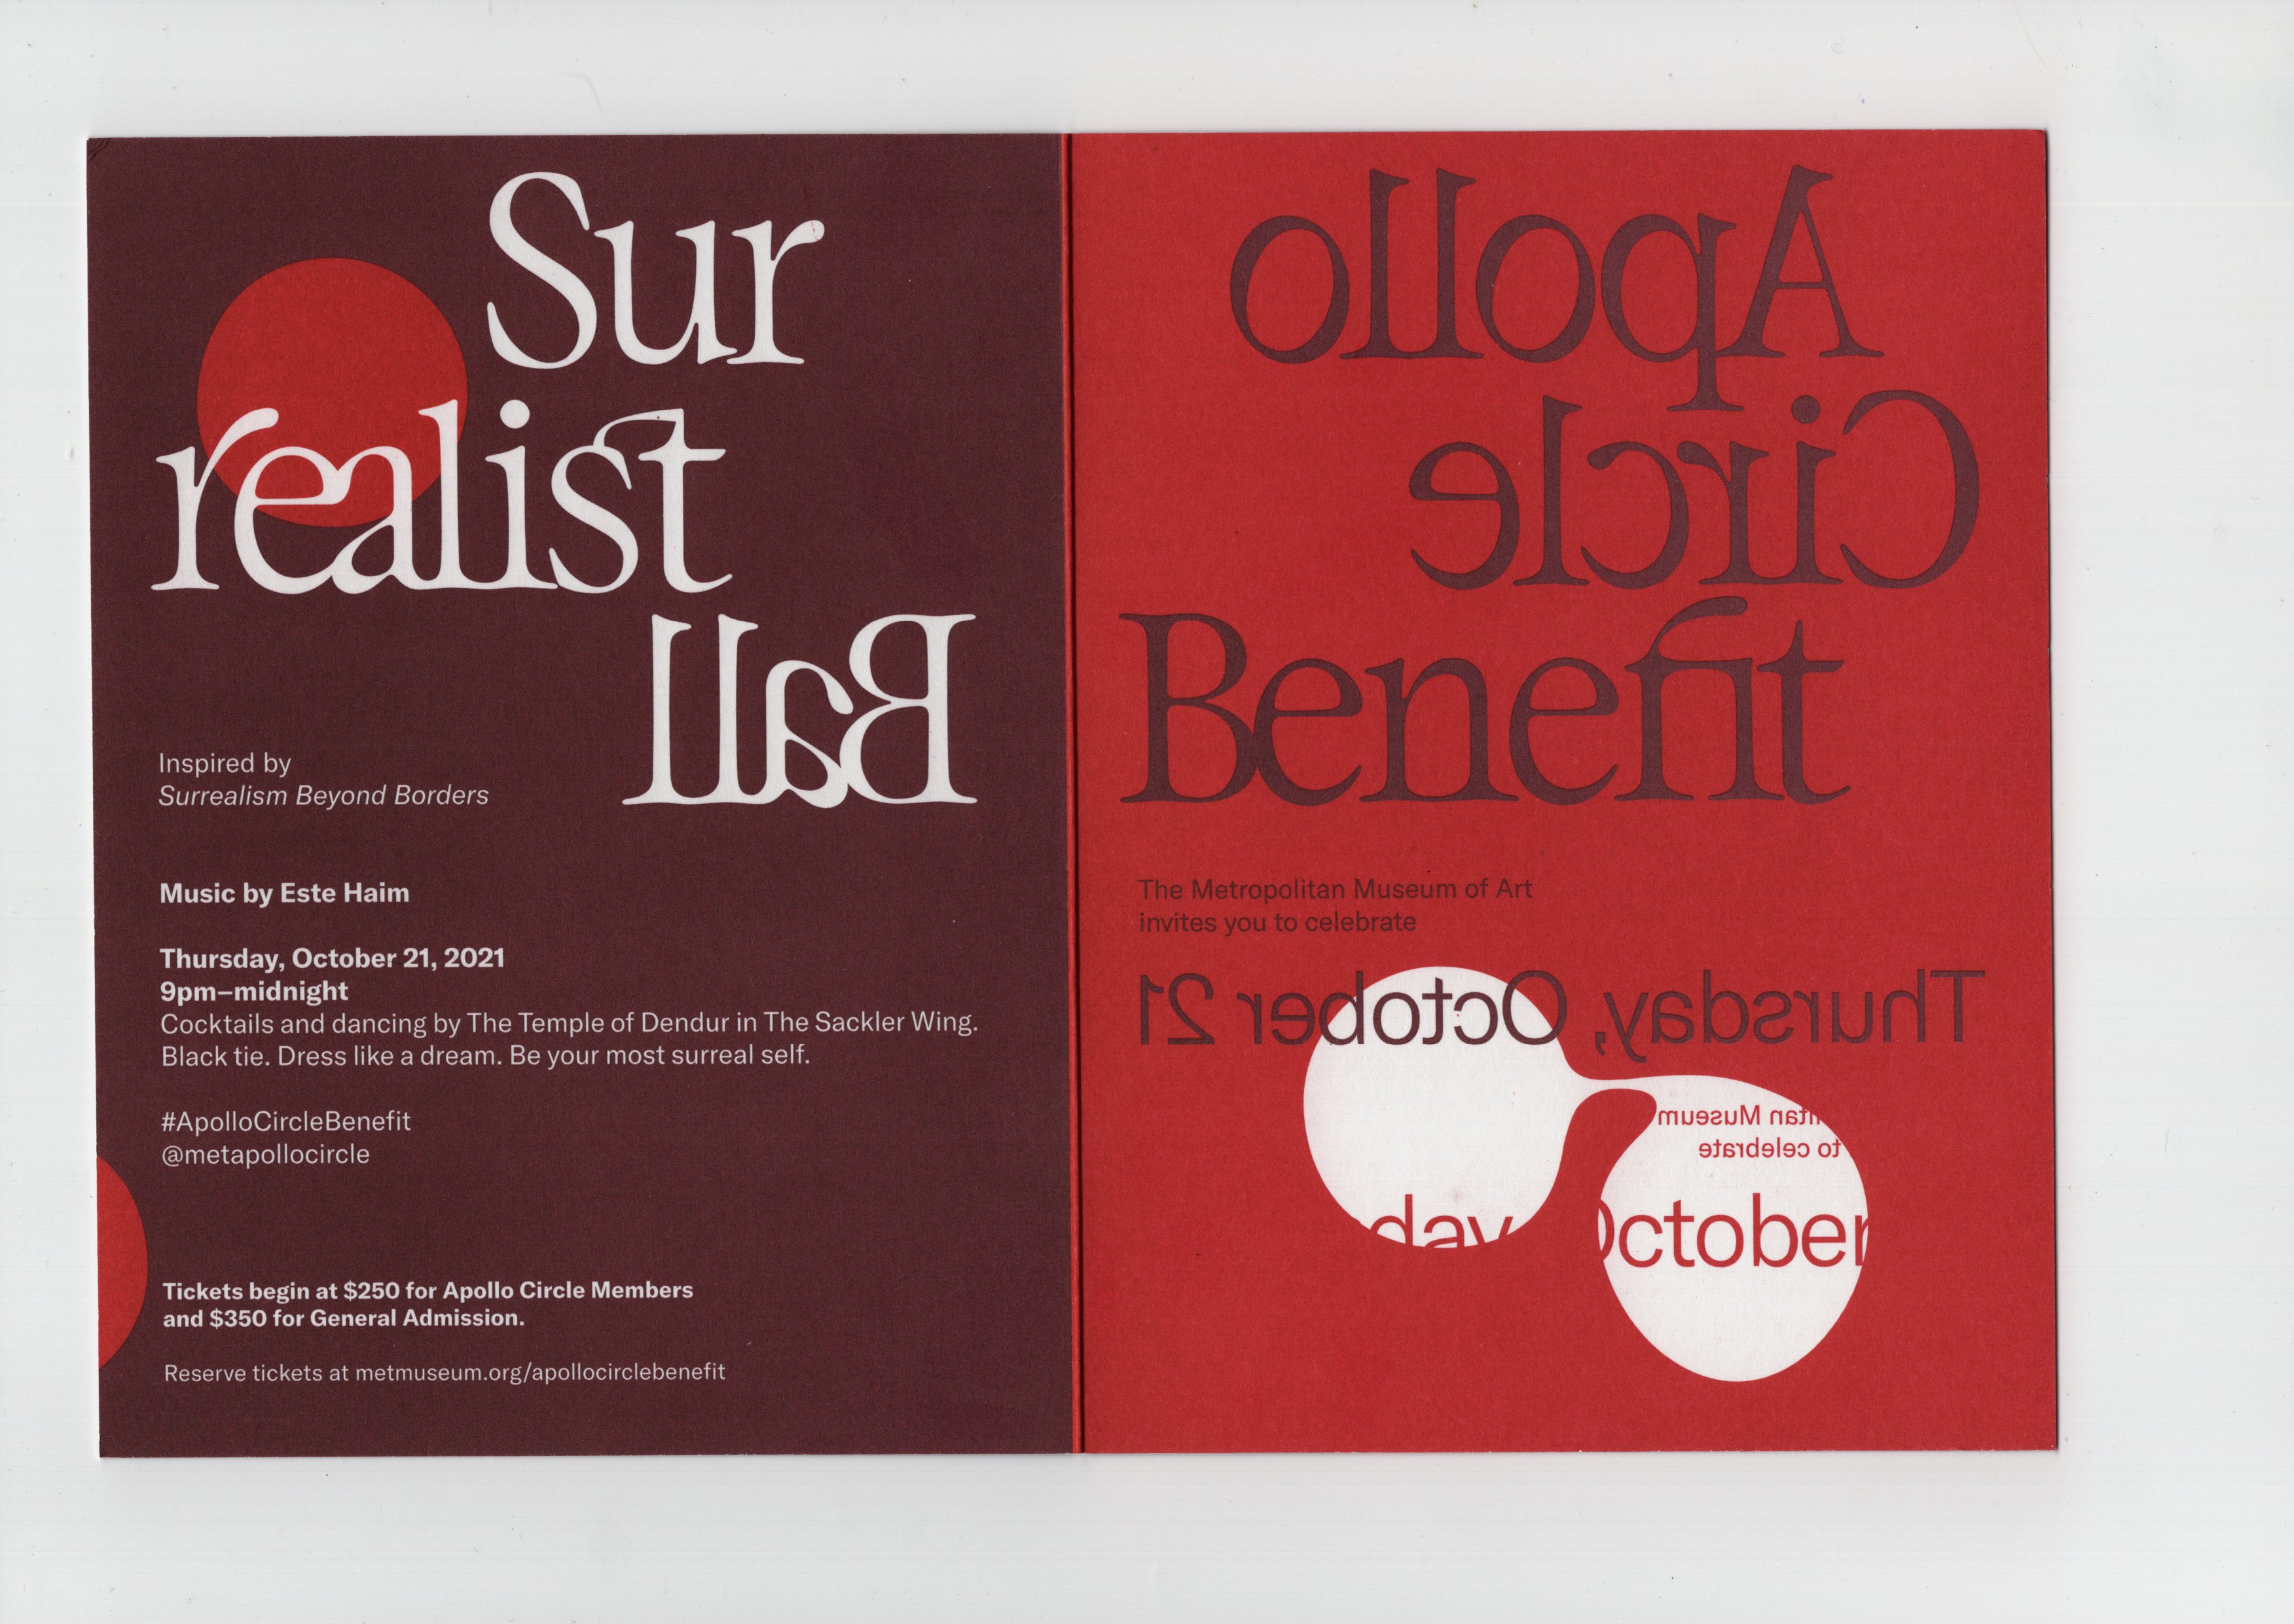 Sur
realist
Ball
Inspired by
Surrealism Beyond Borders
Music by Este Haim
Thursday, October 21, 2021
9pm–midnight
Cocktails and dancing by The Temple of Dendur in The Sackler Wing.
Black tie. Dress like a dream. Be your most surreal self.
#ApolloCircleBenefit
@metapollocircle
Tickets begin at $250 for Apollo Circle Members
and $350 for General Admission.
Reserve tickets at metmuseum.org/apollocirclebenefit
Apollo
Circle
Benefit
The Metropolitan Museum of Art
invites you to celebrate
Thursday, October 21
itan Museum
to celebrate
day October